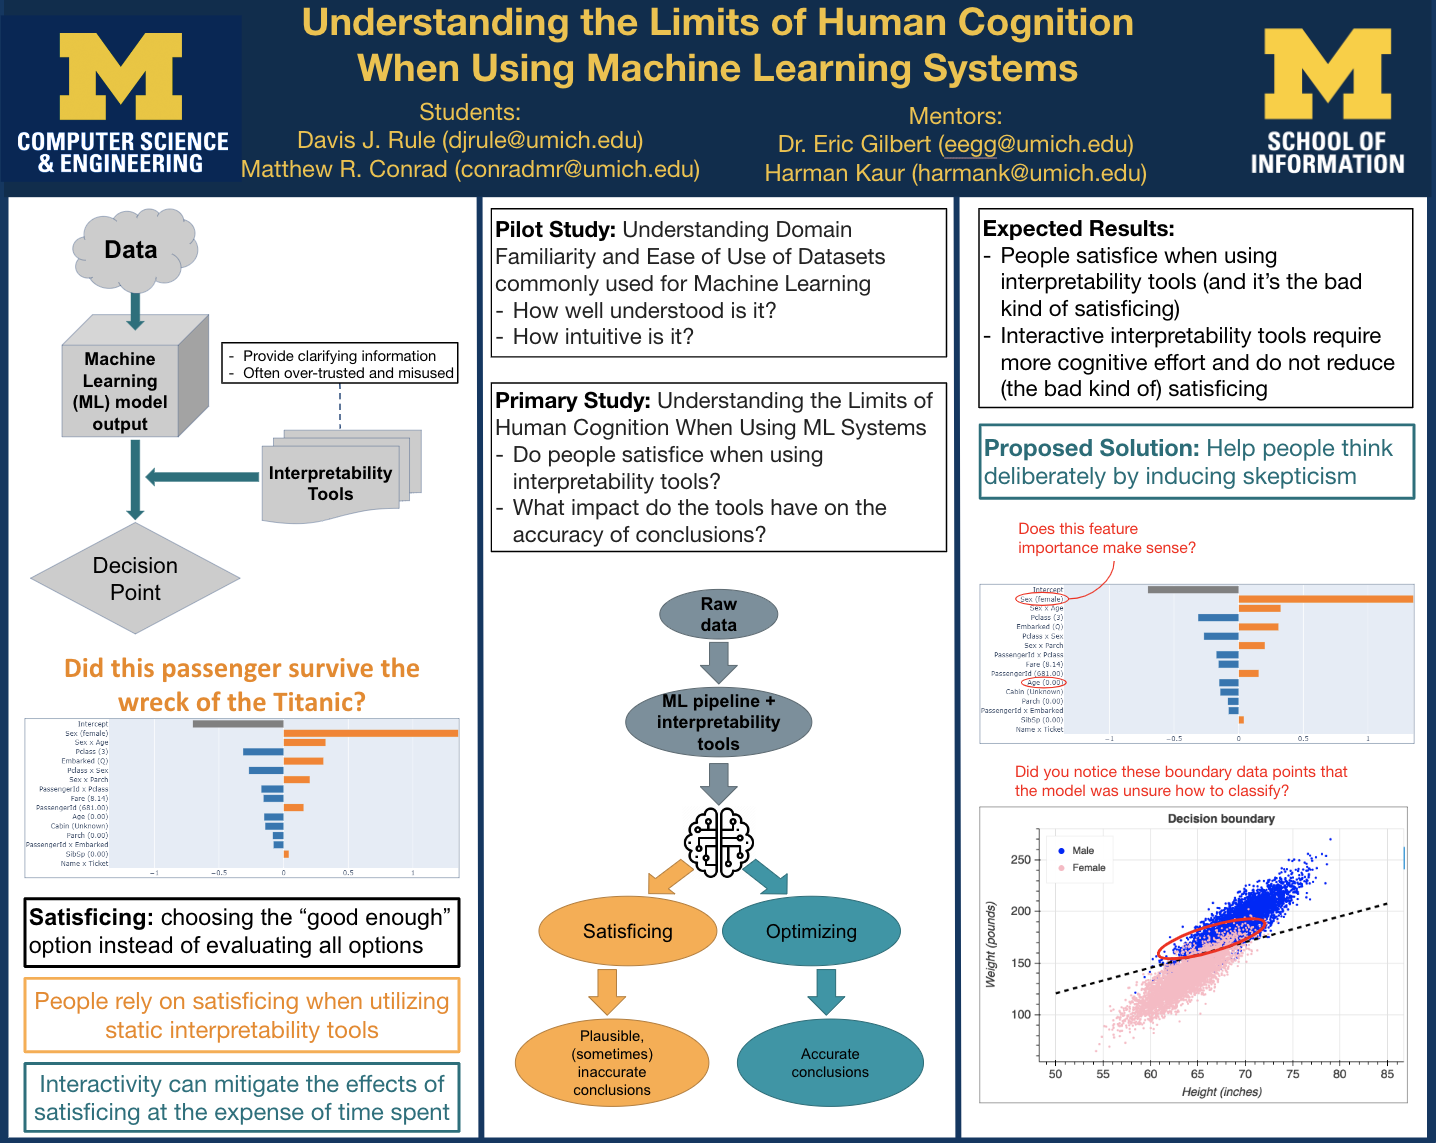 Understanding the Limits of Human Cognition
When Using Machine Learning Systems
COMPUTER SCIENCE
& ENGINEERING
Students:
Davis J. Rule (djrule@umich.edu)
Matthew R. Conrad (conradmr@umich.edu)
Mentors:
Dr. Eric Gilbert (eegg@umich.edu)
Harman Kaur (harmank@umich.edu)
SCHOOL OF
INFORMATION
Data
Machine
Learning
(ML) model
output
- Provide clarifying information
- Often over-trusted and misused
Interpretability
Tools
Decision
Point
Did this passenger survive the
wreck of the Titanic?
Intercept
Sex (female)
Sex x Age
Pclass (3)
Embarked (Q)
Pclass x Sex
Sex x Parch
PassengerId x Pclass
Fare (8.14)
PassengerId (681.00)
Age (0.00)
Cabin (Unknown)
Parch (0.00)
PassengerId x Embarked
SibSp (0.00)
Name x Ticket
−1 −0.5 0 0.5 1
Satisficing: choosing the “good enough”
option instead of evaluating all options
People rely on satisficing when utilizing
static interpretability tools
Interactivity can mitigate the effects of
satisficing at the expense of time spent
Pilot Study: Understanding Domain
Familiarity and Ease of Use of Datasets
commonly used for Machine Learning
- How well understood is it?
- How intuitive is it?
Primary Study: Understanding the Limits of
Human Cognition When Using ML Systems
- Do people satisfice when using
interpretability tools?
- What impact do the tools have on the
accuracy of conclusions?
Raw
data
ML pipeline +
interpretability
tools
Satisficing
Optimizing
Plausible,
(sometimes)
inaccurate
conclusions
Accurate
conclusions
Expected Results:
- People satisfice when using
interpretability tools (and it’s the bad
kind of satisficing)
- Interactive interpretability tools require
more cognitive effort and do not reduce
(the bad kind of) satisficing
Proposed Solution: Help people think
deliberately by inducing skepticism
Does this feature
importance make sense?
Intercept
Sex (female)
Sex x Age
Pclass (3)
Embarked (Q)
Pclass x Sex
Sex x Parch
PassengerId x Pclass
Fare (8.14)
PassengerId (681.00)
Age (0.00)
Cabin (Unknown)
Parch (0.00)
PassengerId x Embarked
SibSp (0.00)
Name x Ticket
−1 −0.5 0 0.5 1
Did you notice these boundary data points that
the model was unsure how to classify?
Decision boundary
Male
Female
250
200
150
100
Weight (pounds)
50 55 60 65 70 75 80 85
Height (inches)